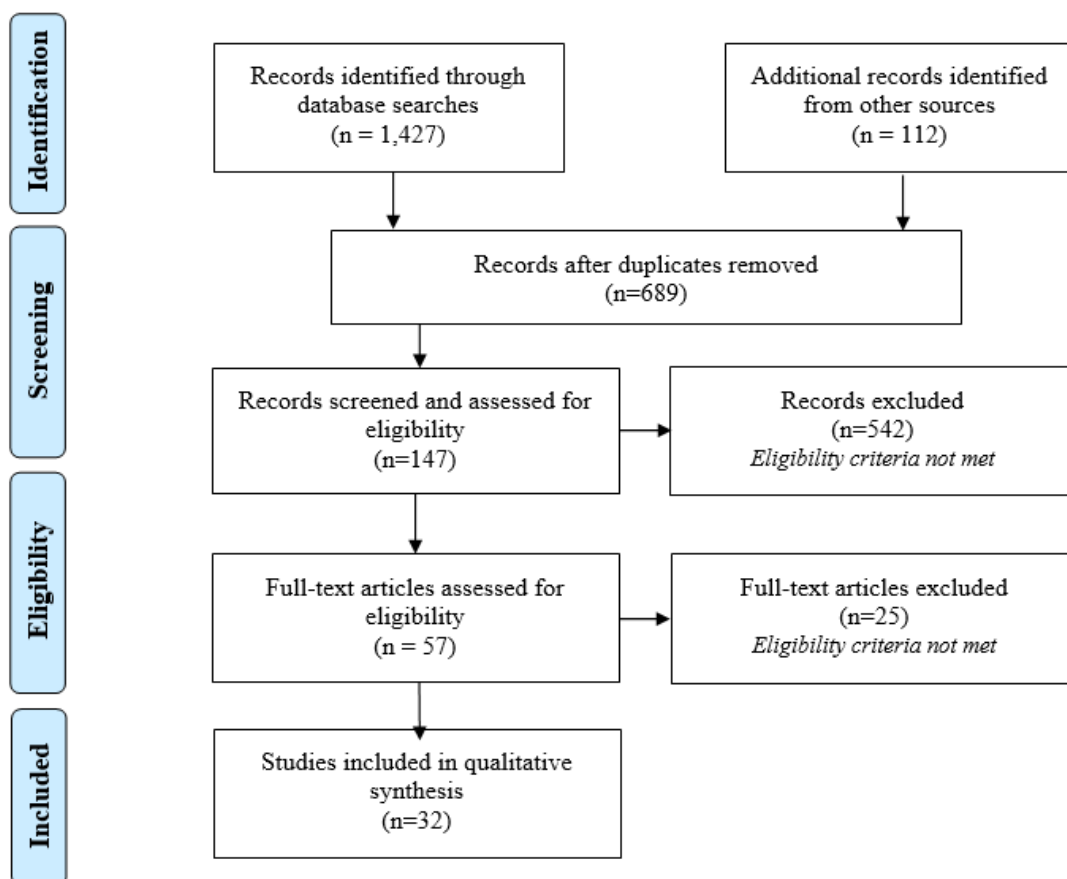 Identification
Records identified through
database searches
(n = 1,427)
Additional records identified
from other sources
(n = 112)
Screening
Records after duplicates removed
(n=689)
Records screened and assessed for
eligibility
(n=147)
Records excluded
(n=542)
Eligibility criteria not met
Eligibility
Full-text articles assessed for
eligibility
(n = 57)
Full-text articles excluded
(n=25)
Eligibility criteria not met
Included
Studies included in qualitative
synthesis
(n=32)